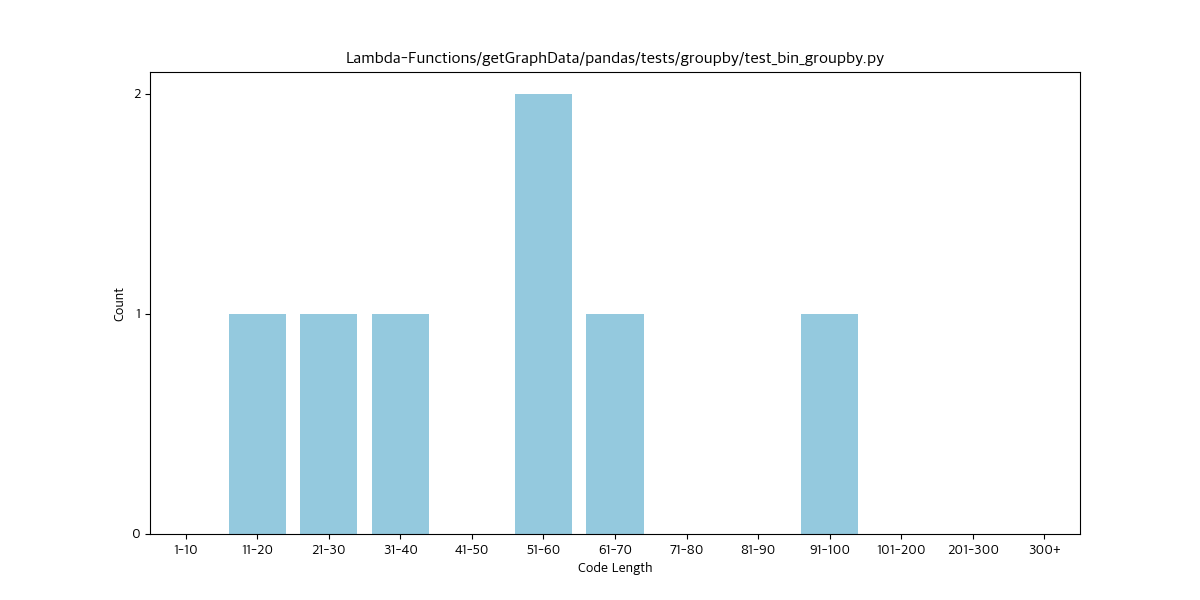 Lambda-Functions/getGraphData/pandas/tests/groupby/test_bin_groupby.py
2
1
0
Count
1-10 11-20 21-30 31-40 41-50 51-60 61-70 71-80 81-90 91-100 101-200 201-300 300+
Code Length